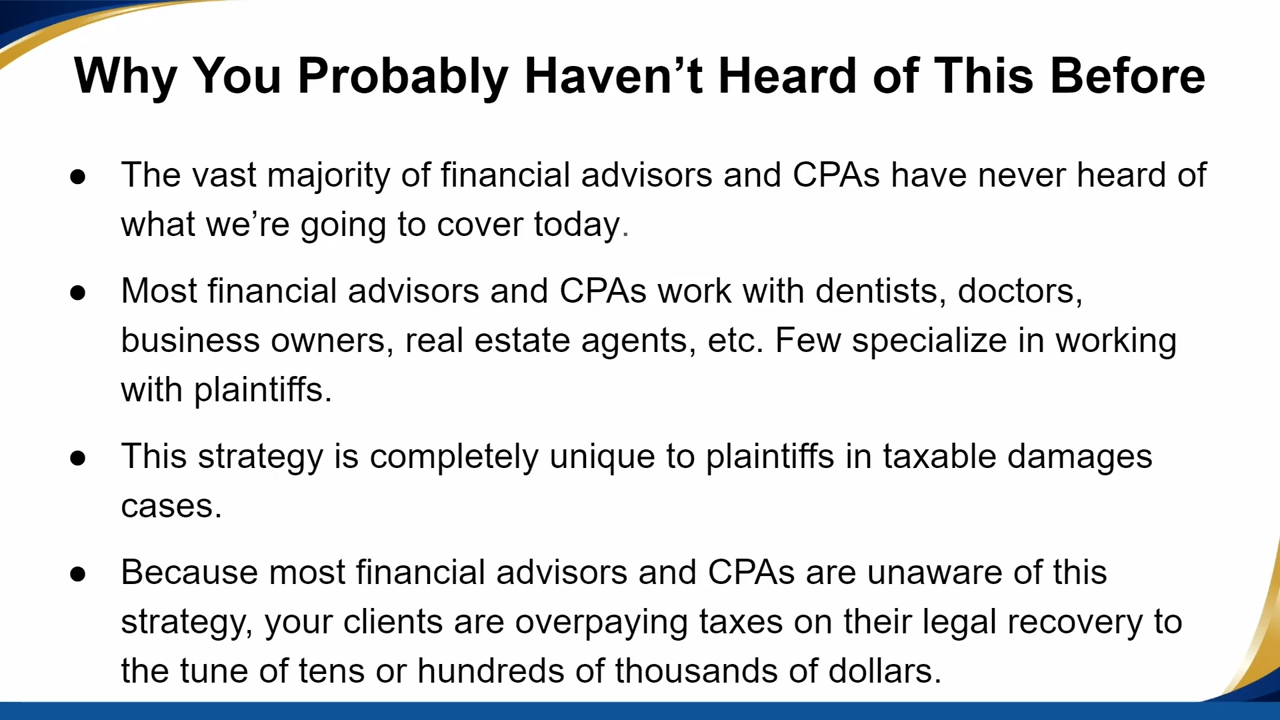 Why You Probably Haven’t Heard of This Before
● The vast majority of financial advisors and CPAs have never heard of
what we’re going to cover today.
● Most financial advisors and CPAs work with dentists, doctors,
business owners, real estate agents, etc. Few specialize in working
with plaintiffs.
● This strategy is completely unique to plaintiffs in taxable damages
cases.
● Because most financial advisors and CPAs are unaware of this
strategy, your clients are overpaying taxes on their legal recovery to
the tune of tens or hundreds of thousands of dollars.